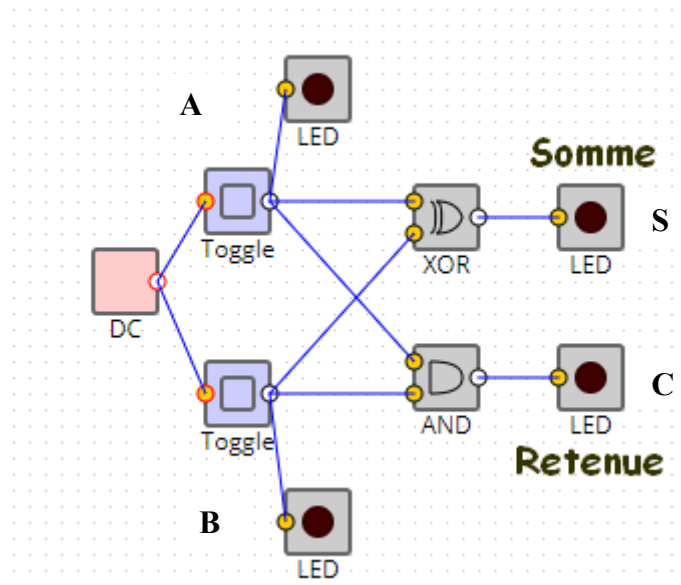 A
LED
Somme
Toggle
XOR
LED
S
DC
Toggle
AND
LED
C
Retenue
B
LED